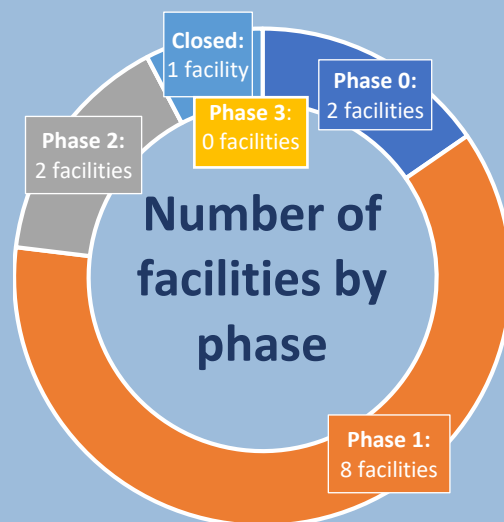 Closed:
1 facility
Phase 0:
2 facilities
Phase 3:
0 facilities
Phase 2:
2 facilities
Number of
facilities by
phase
Phase 1:
8 facilities